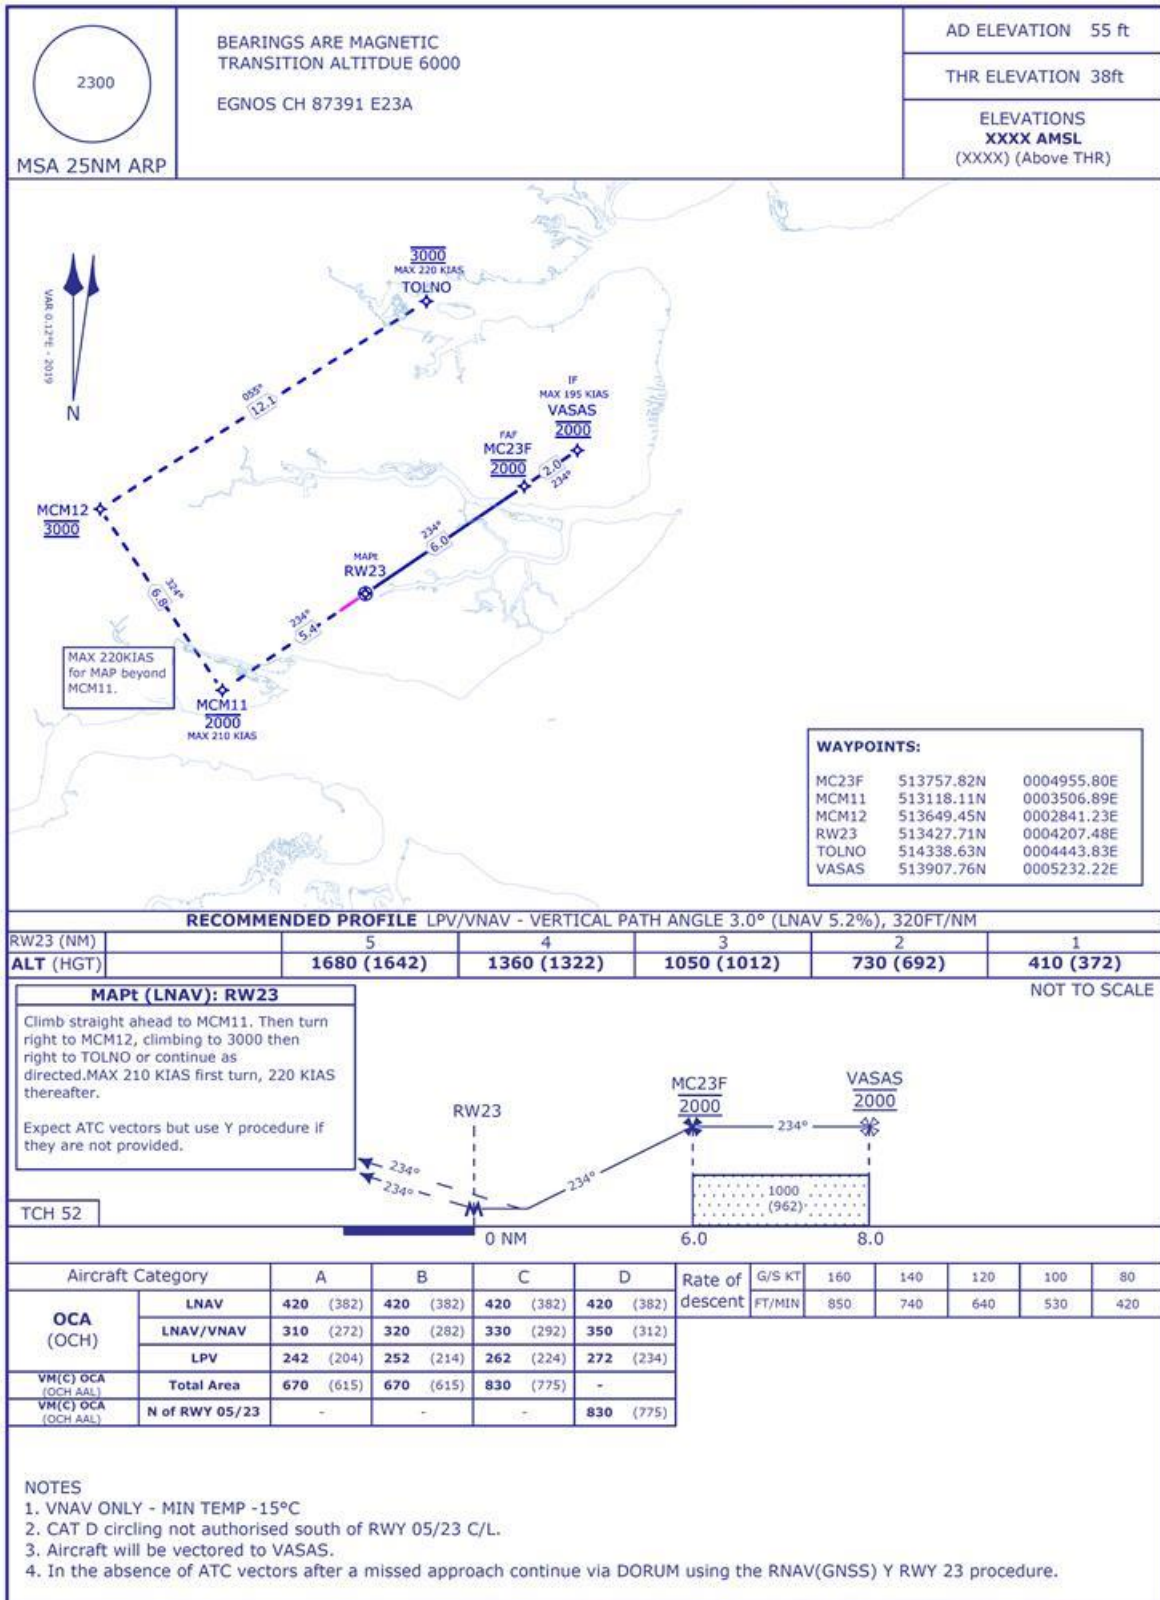 2300
MSA 25NM ARP
BEARINGS ARE MAGNETIC
TRANSITION ALTITDUE 6000
EGNOS CH 87391 E23A
AD ELEVATION 55 ft
THR ELEVATION 38ft
ELEVATIONS
XXXX AMSL
(XXXX) (Above THR)
VAR 0.12°E - 2019
N
3000
MAX 220 KIAS
TOLNO
055°
12.1
IF
MAX 195 KIAS
VASAS
2000
FAF
MC23F
2000
2.0
234°
MCM12
3000
234°
6.0
MAPt
RW23
324°
6.8
234°
5.4
MAX 220KIAS
for MAP beyond
MCM11.
MCM11
2000
MAX 210 KIAS
WAYPOINTS:
MC23F 513757.82N 0004955.80E
MCM11 513118.11N 0003506.89E
MCM12 513649.45N 0002841.23E
RW23 513427.71N 0004207.48E
TOLNO 514338.63N 0004443.83E
VASAS 513907.76N 0005232.22E
RECOMMENDED PROFILE LPV/VNAV - VERTICAL PATH ANGLE 3.0° (LNAV 5.2%), 320FT/NM
RW23 (NM) 5 4 3 2 1
ALT (HGT) 1680 (1642) 1360 (1322) 1050 (1012) 730 (692) 410 (372)
MAPt (LNAV): RW23
Climb straight ahead to MCM11. Then turn
right to MCM12, climbing to 3000 then
right to TOLNO or continue as
directed.MAX 210 KIAS first turn, 220 KIAS
thereafter.
Expect ATC vectors but use Y procedure if
they are not provided.
NOT TO SCALE
RW23
MC23F
2000
VASAS
2000
234°
234°
234°
234°
1000
(962)
TCH 52
0 NM 6.0 8.0
Aircraft Category A B C D
OCA
(OCH)
LNAV 420 (382) 420 (382) 420 (382) 420 (382)
LNAV/VNAV 310 (272) 320 (282) 330 (292) 350 (312)
LPV 242 (204) 252 (214) 262 (224) 272 (234)
VM(C) OCA
(OCH AAL)
Total Area 670 (615) 670 (615) 830 (775) -
VM(C) OCA
(OCH AAL)
N of RWY 05/23 - - - 830 (775)
Rate of
descent
G/S KT 160 140 120 100 80
FT/MIN 850 740 640 530 420
NOTES
1. VNAV ONLY - MIN TEMP -15°C
2. CAT D circling not authorised south of RWY 05/23 C/L.
3. Aircraft will be vectored to VASAS.
4. In the absence of ATC vectors after a missed approach continue via DORUM using the RNAV(GNSS) Y RWY 23 procedure.